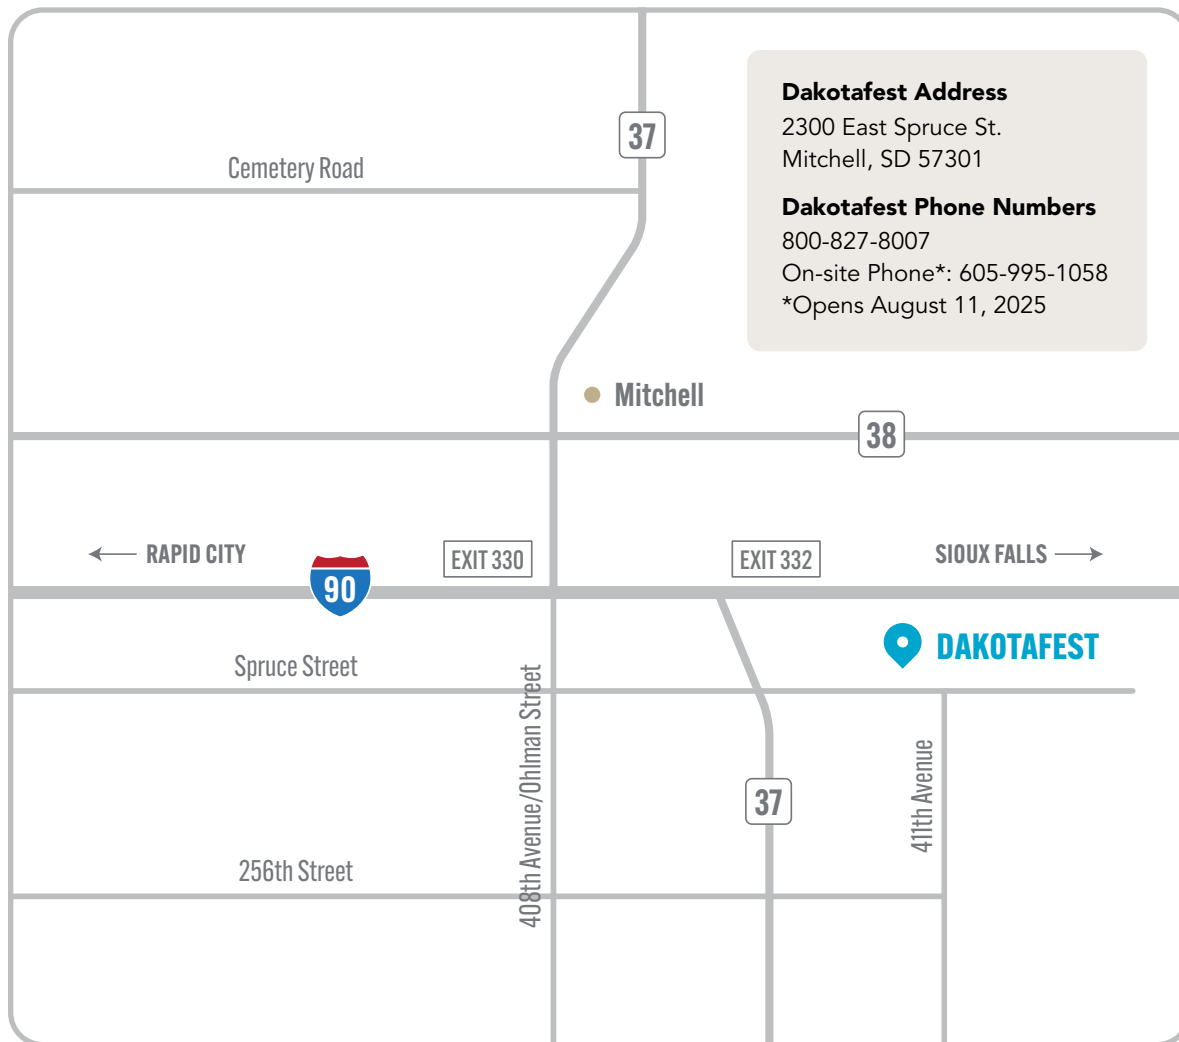 Dakotafest Address
2300 East Spruce St.
Mitchell, SD 57301
Dakotafest Phone Numbers
800-827-8007
On-site Phone*: 605-995-1058
*Opens August 11, 2025
37
Cemetery Road
Mitchell
38
RAPID CITY
EXIT 330
EXIT 332
SIOUX FALLS
90
DAKOTAFEST
Spruce Street
408th Avenue/Ohlman Street
411th Avenue
37
256th Street